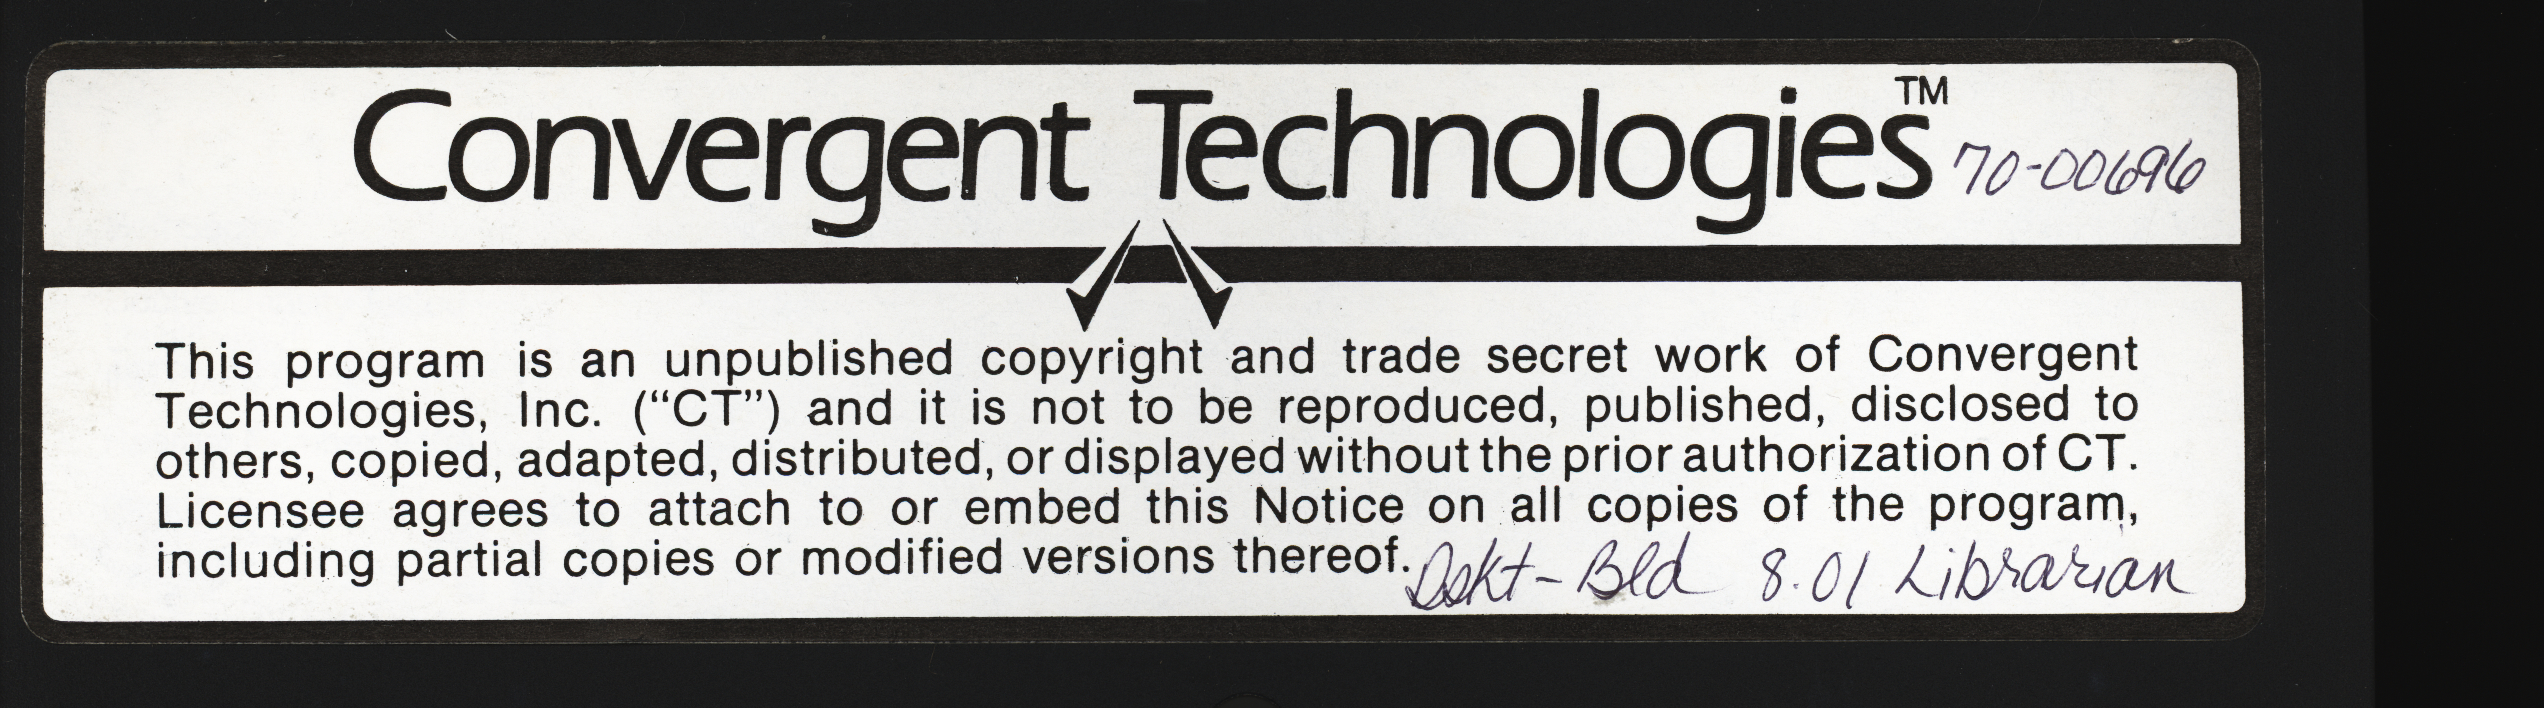 Convergent Technologies™ 70-00696
This program is an unpublished copyright and trade secret work of Convergent
Technologies, Inc. (“CT”) and it is not to be reproduced, published, disclosed to
others, copied, adapted, distributed, or displayed without the prior authorization of CT.
Licensee agrees to attach to or embed this Notice on all copies of the program,
including partial copies or modified versions thereof. Dskt-Bld 8.01 Librarian